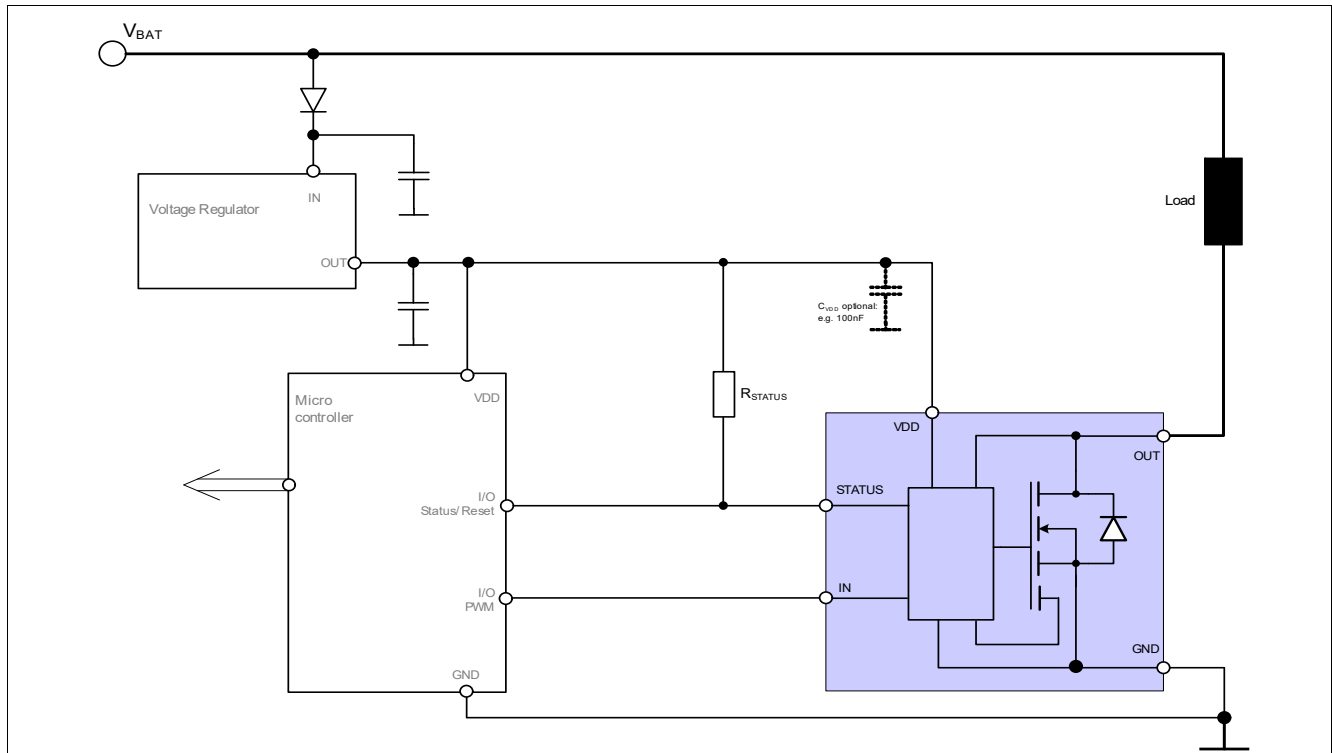 VBAT
IN
Voltage Regulator
Load
OUT
CVDD optional:
e.g. 100nF
Micro
controller
VDD
RSTATUS
VDD
OUT
I/O
Status/Reset
STATUS
I/O
PWM
IN
GND
GND